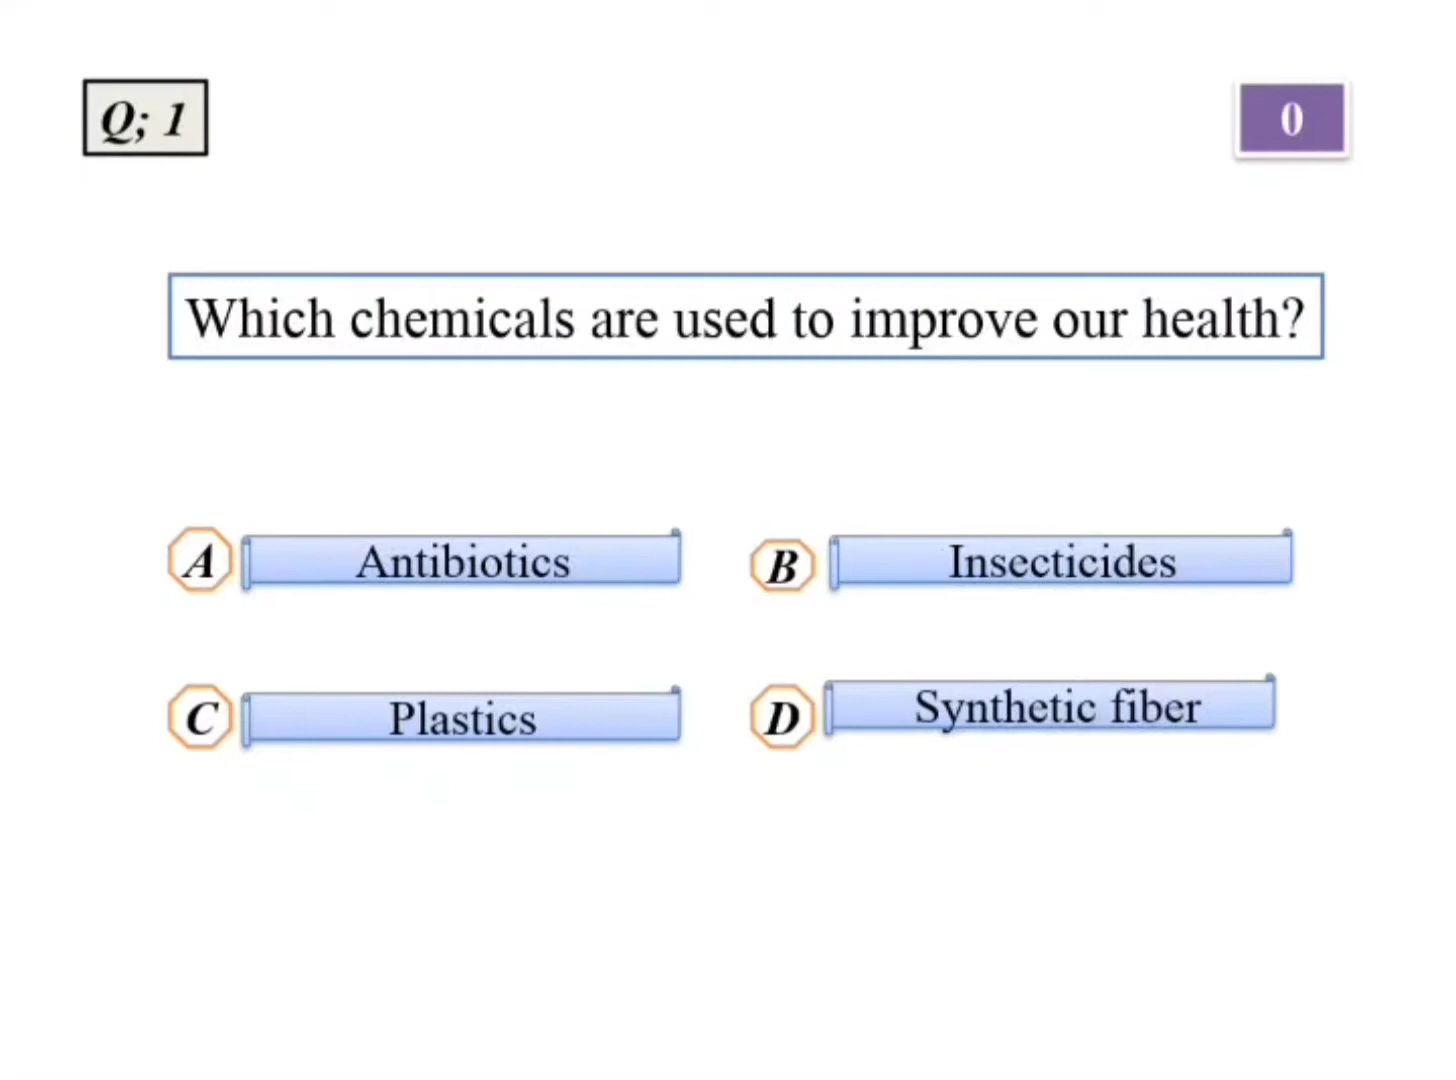 Q; 1
0
Which chemicals are used to improve our health?
A Antibiotics
B Insecticides
C Plastics
D Synthetic fiber